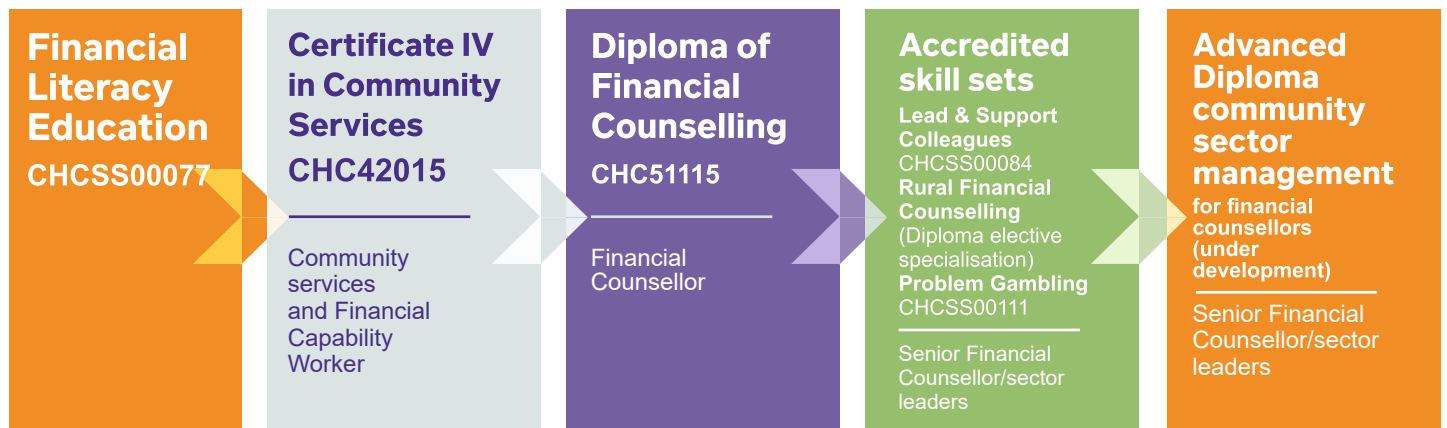 Financial
Literacy
Education
CHCSS00077
Certificate IV
in Community
Services
CHC42015
Community
services
and Financial
Capability
Worker
Diploma of
Financial
Counselling
CHC51115
Financial
Counsellor
Accredited
skill sets
Lead & Support
Colleagues
CHCSS00084
Rural Financial
Counselling
(Diploma elective
specialisation)
Problem Gambling
CHCSS00111
Senior Financial
Counsellor/sector
leaders
Advanced
Diploma
community
sector
management
for financial
counsellors
(under
development)
Senior Financial
Counsellor/sector
leaders